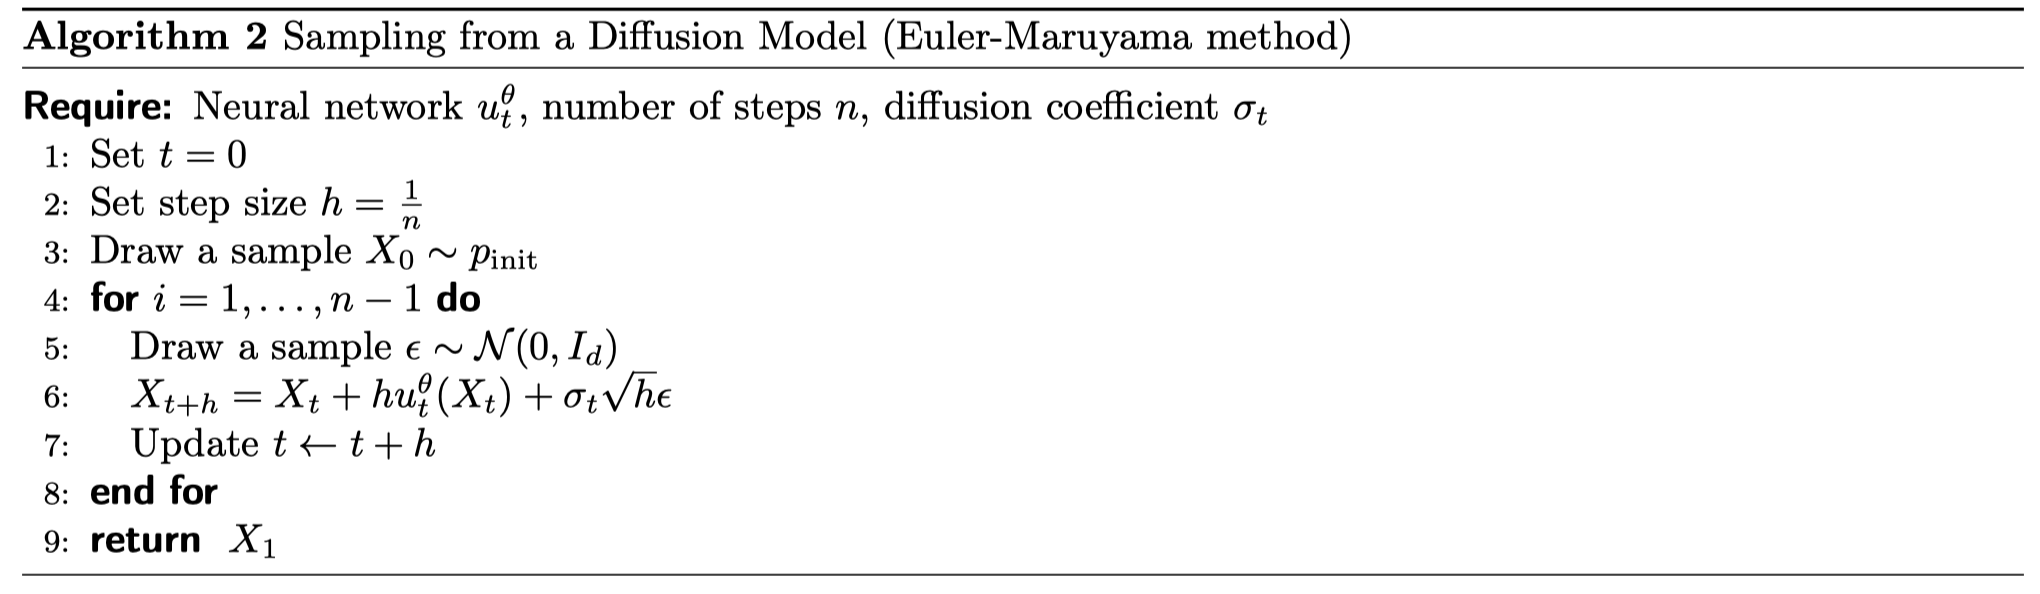 Algorithm 2 Sampling from a Diffusion Model (Euler-Maruyama method)
Require: Neural network $u_t^\theta$, number of steps $n$, diffusion coefficient $\sigma_t$
1: Set $t = 0$
2: Set step size $h = \frac{1}{n}$
3: Draw a sample $X_0 \sim p_{\text{init}}$
4: for $i = 1, \ldots, n - 1$ do
5: Draw a sample $\epsilon \sim \mathcal{N}(0, I_d)$
6: $X_{t+h} = X_t + h u_t^\theta(X_t) + \sigma_t \sqrt{h} \epsilon$
7: Update $t \leftarrow t + h$
8: end for
9: return $X_1$